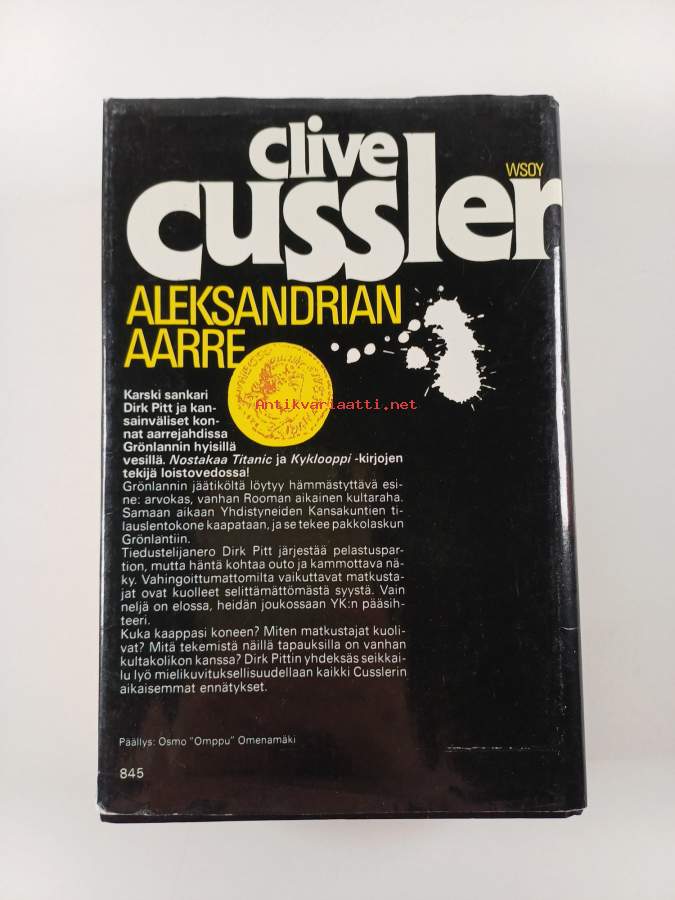 clive
cussler
WSOY
ALEKSANDRIAN
AARRE
Antikvariaatti.net
Karski sankari
Dirk Pitt ja kan-
sainväliset kon-
nat aarrejahdissa
Grönlannin hyisillä
vesillä. Nostakaa Titanic ja Kyklooppi -kirjojen
tekijä loistovedossa!
Grönlannin jäätiköltä löytyy hämmästyttävä esi-
ne: arvokas, vanhan Rooman aikainen kultaraha.
Samaan aikaan Yhdistyneiden Kansakuntien ti-
lauslentokone kaapataan, ja se tekee pakkolaskun
Grönlantiin.
Tiedustelijanero Dirk Pitt järjestää pelastuspar-
tion, mutta häntä kohtaa outo ja kammottava nä-
ky. Vahingoittumattomilta vaikuttavat matkusta-
jat ovat kuolleet selittämättömästä syystä. Vain
neljä on elossa, heidän joukossaan YK:n pääsih-
teeri.
Kuka kaappasi koneen? Miten matkustajat kuoli-
vat? Mitä tekemistä näillä tapauksilla on vanhan
kultakolikon kanssa? Dirk Pittin yhdeksäs seikkai-
lu lyö mielikuvituksellisuudellaan kaikki Cusslerin
aikaisemmat ennätykset.
Päällys: Osmo "Omppu" Omenamäki
845